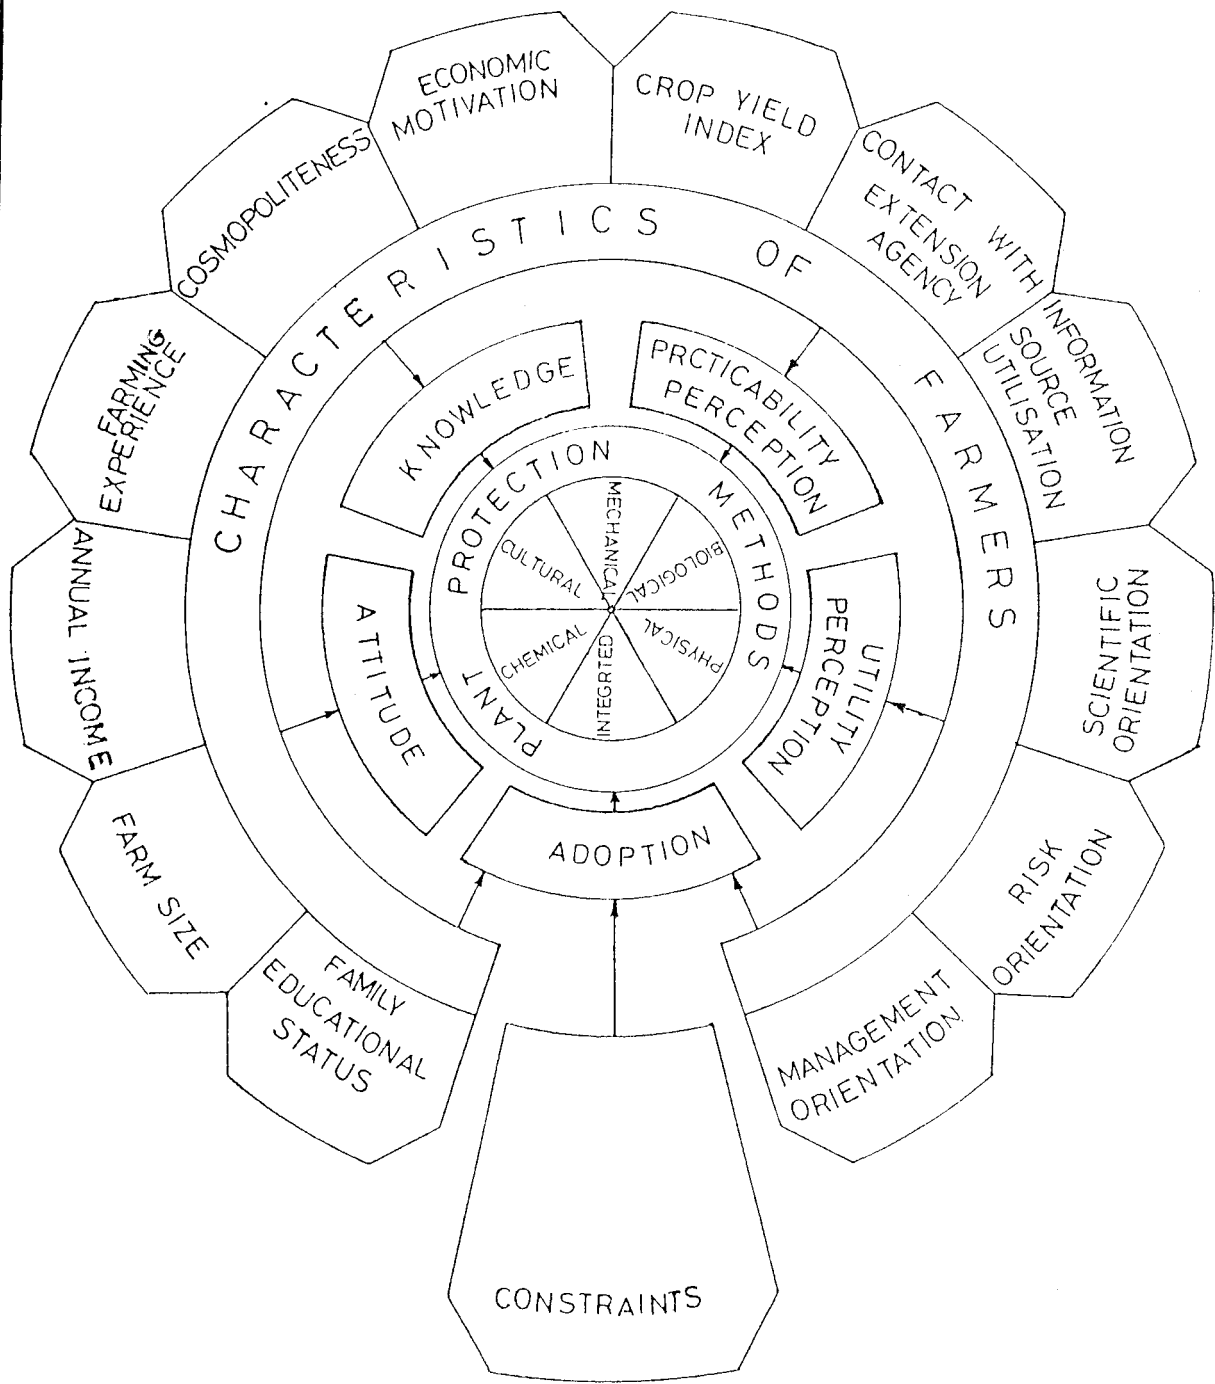 ECONOMIC
MOTIVATION
CROP YIELD
INDEX
CONTACT WITH
EXTENSION
AGENCY
INFORMATION
SOURCE
UTILISATION
SCIENTIFIC
ORIENTATION
RISK
ORIENTATION
MANAGEMENT
ORIENTATION
CONSTRAINTS
FAMILY
EDUCATIONAL
STATUS
FARM SIZE
ANNUAL INCOME
FARMING
EXPERIENCE
COSMOPOLITENESS
CHARACTERISTICS OF FARMERS
KNOWLEDGE
PRCTICABILITY
PERCEPTION
UTILITY
PERCEPTION
ADOPTION
ATTITUDE
PLANT PROTECTION METHODS
MECHANICAL
BIOLOGICAL
PHYSICAL
INTEGRTED
CHEMICAL
CULTURAL